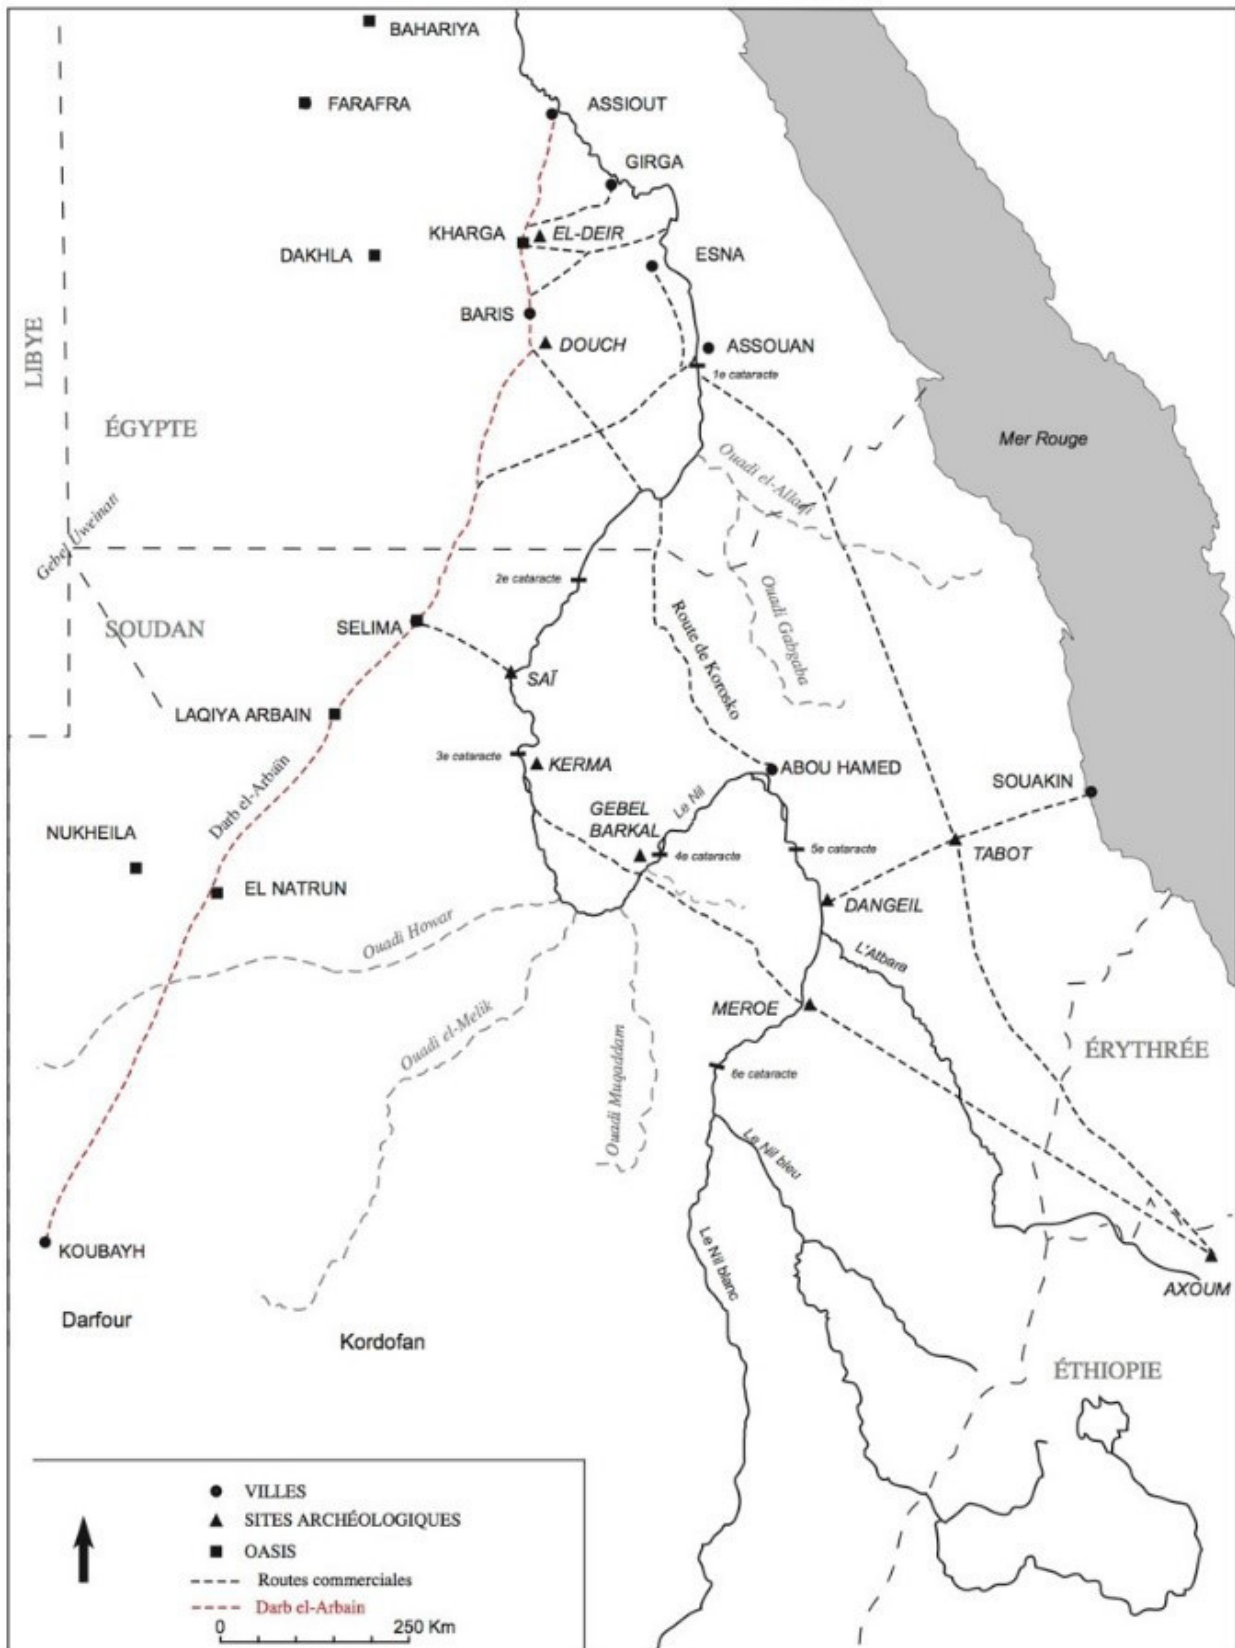 BAHARIYA
FARAFRA
ASSIOUT
GIRGA
KHARGA
EL-DEIR
DAKHLA
ESNA
BARIS
DOUCH
ASSOUAN
1e cataracte
LIBYE
ÉGYPTE
Mer Rouge
Ouadi el-Allaqi
Gebel Uweinat
2e cataracte
SOUDAN
SELIMA
Route de Korosko
Ouadi Gabgaba
SAÏ
LAQIYA ARBAIN
3e cataracte
KERMA
ABOU HAMED
SOUAKIN
Darb el-Arbaïn
GEBEL
BARKAL
Le Nil
NUKHEILA
4e cataracte
5e cataracte
TABOT
EL NATRUN
DANGEIL
Ouadi Howar
L'Atbara
MEROE
Ouadi el-Melik
Ouadi Muqaddam
ÉRYTHRÉE
6e cataracte
Le Nil bleu
KOUBAYH
Le Nil blanc
AXOUM
Darfour
Kordofan
ÉTHIOPIE
VILLES
SITES ARCHÉOLOGIQUES
OASIS
Routes commerciales
Darb el-Arbain
0 250 Km